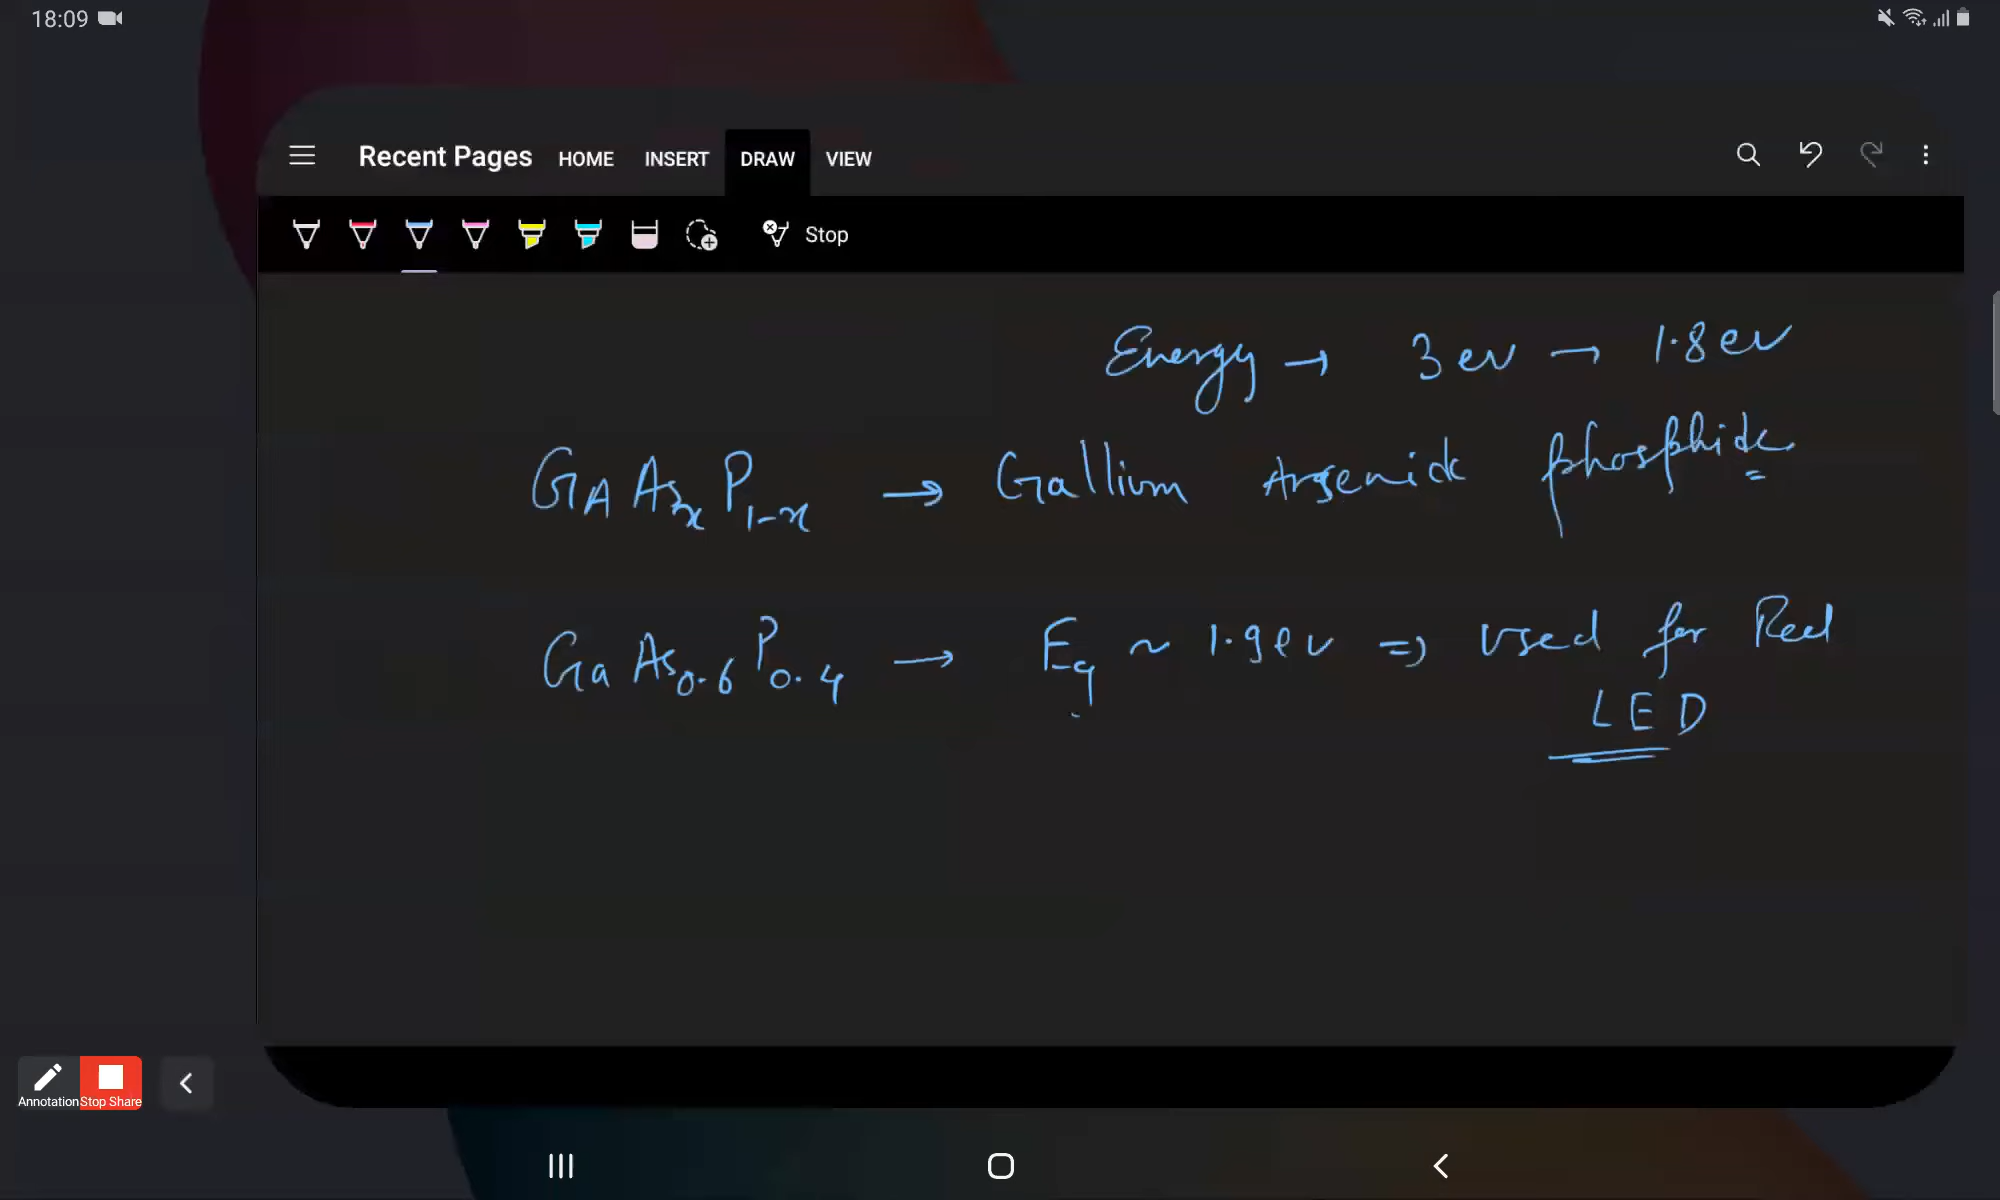 18:09
Recent Pages HOME INSERT DRAW VIEW
Stop
Energy → 3 ev → 1.8 ev
GA Asx P1-x → Gallium Arsenide phosphide
Ga As0.6 P0.4 → Eg ~ 1.9 ev ⇒ used for Red
LED
Annotation Stop Share